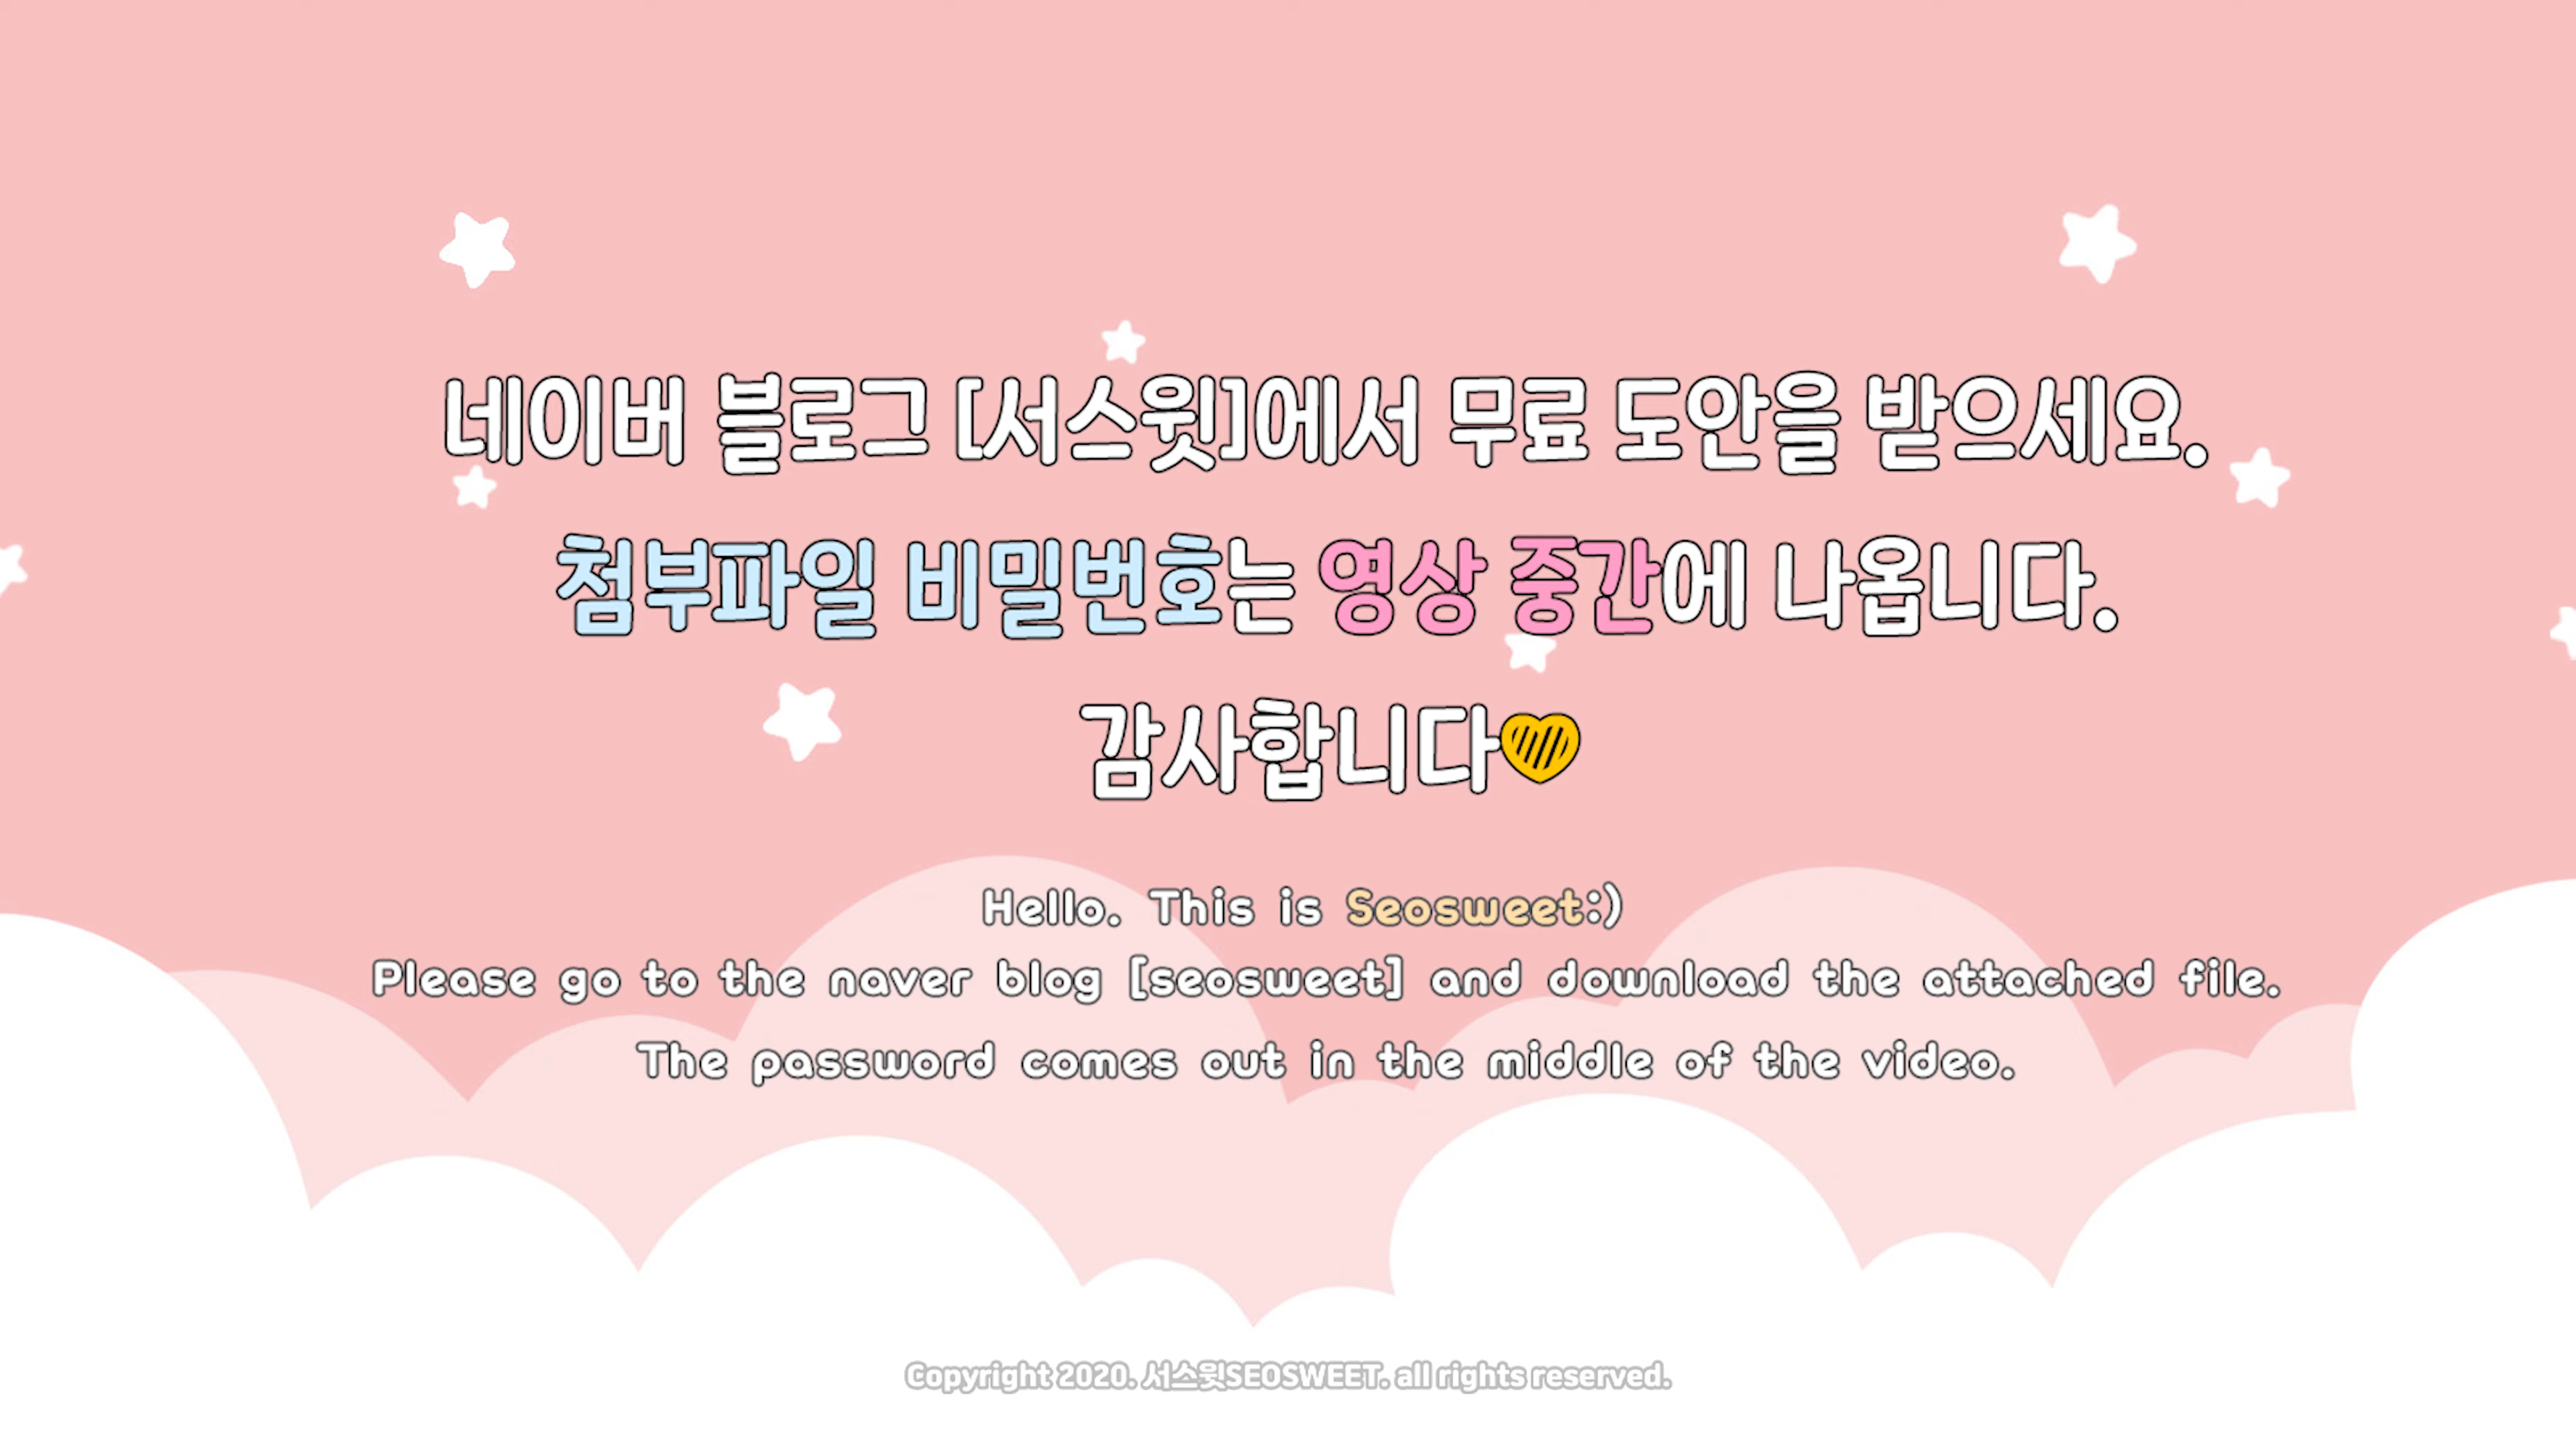 네이버 블로그 [서스윗]에서 무료 도안을 받으세요.
첨부파일 비밀번호는 영상 중간에 나옵니다.
감사합니다
Hello. This is Seosweet:)
Please go to the naver blog [seosweet] and download the attached file.
The password comes out in the middle of the video.
Copyright 2020. 서스윗SEOSWEET. all rights reserved.